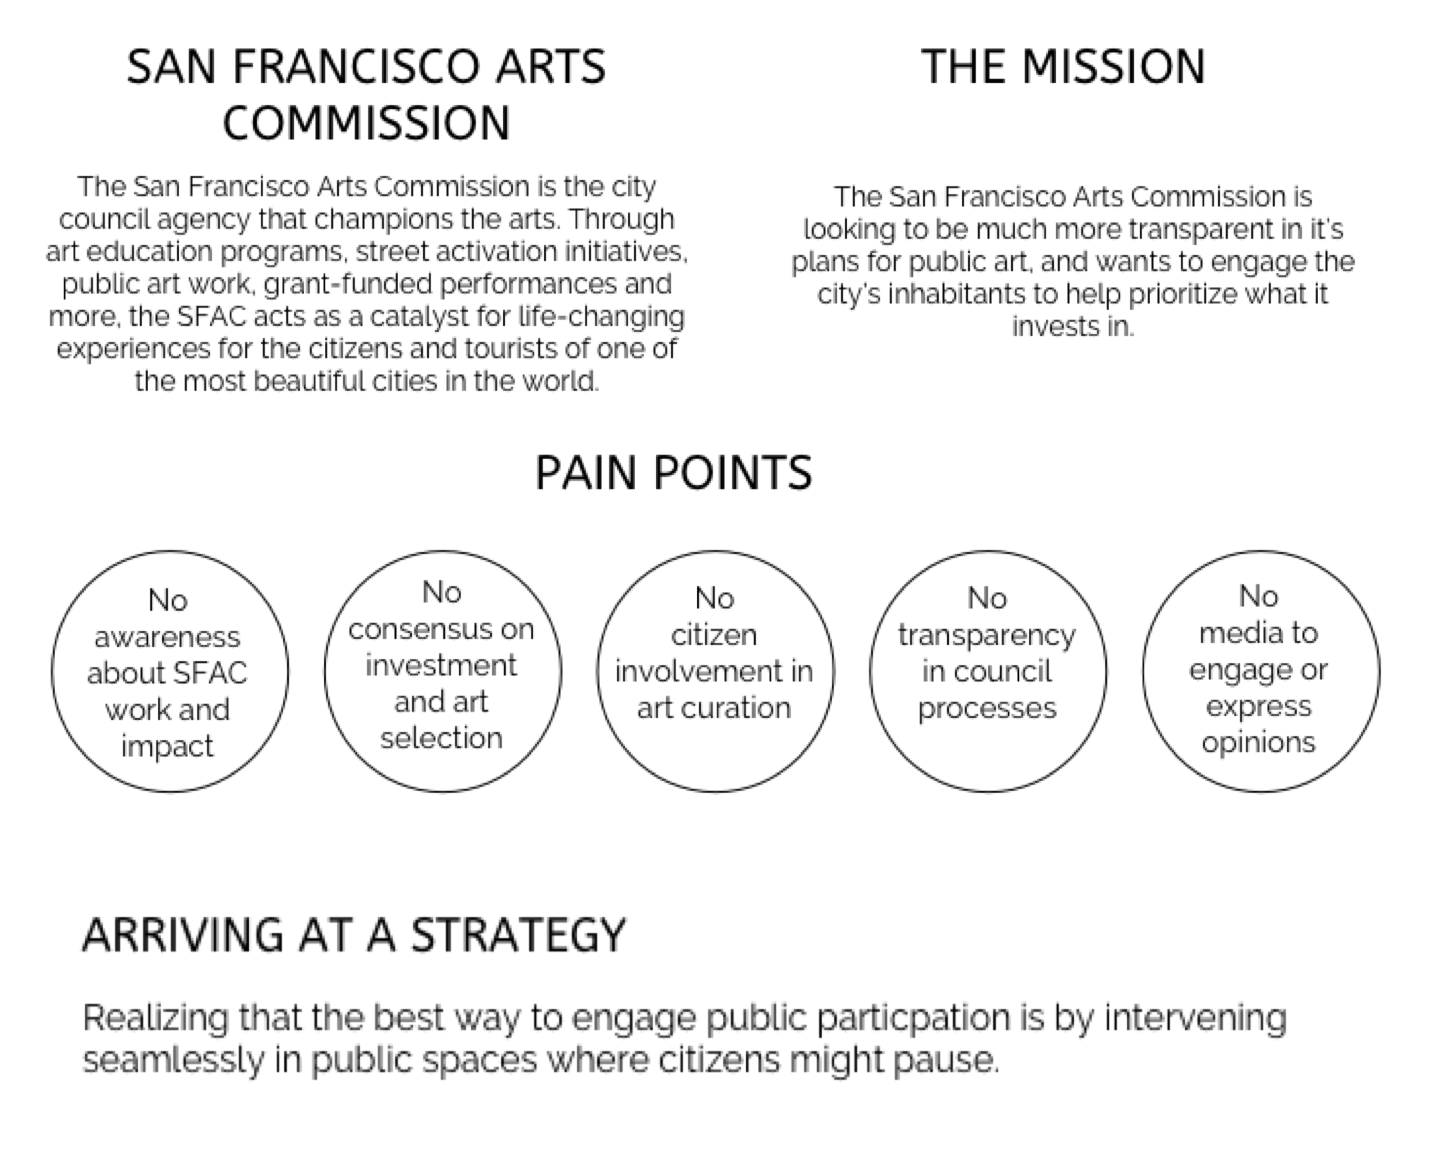 SAN FRANCISCO ARTS
COMMISSION
The San Francisco Arts Commission is the city
council agency that champions the arts. Through
art education programs, street activation initiatives,
public art work, grant-funded performances and
more, the SFAC acts as a catalyst for life-changing
experiences for the citizens and tourists of one of
the most beautiful cities in the world.
THE MISSION
The San Francisco Arts Commission is
looking to be much more transparent in it's
plans for public art, and wants to engage the
city's inhabitants to help prioritize what it
invests in.
PAIN POINTS
No
awareness
about SFAC
work and
impact
No
consensus on
investment
and art
selection
No
citizen
involvement in
art curation
No
transparency
in council
processes
No
media to
engage or
express
opinions
ARRIVING AT A STRATEGY
Realizing that the best way to engage public particpation is by intervening
seamlessly in public spaces where citizens might pause.